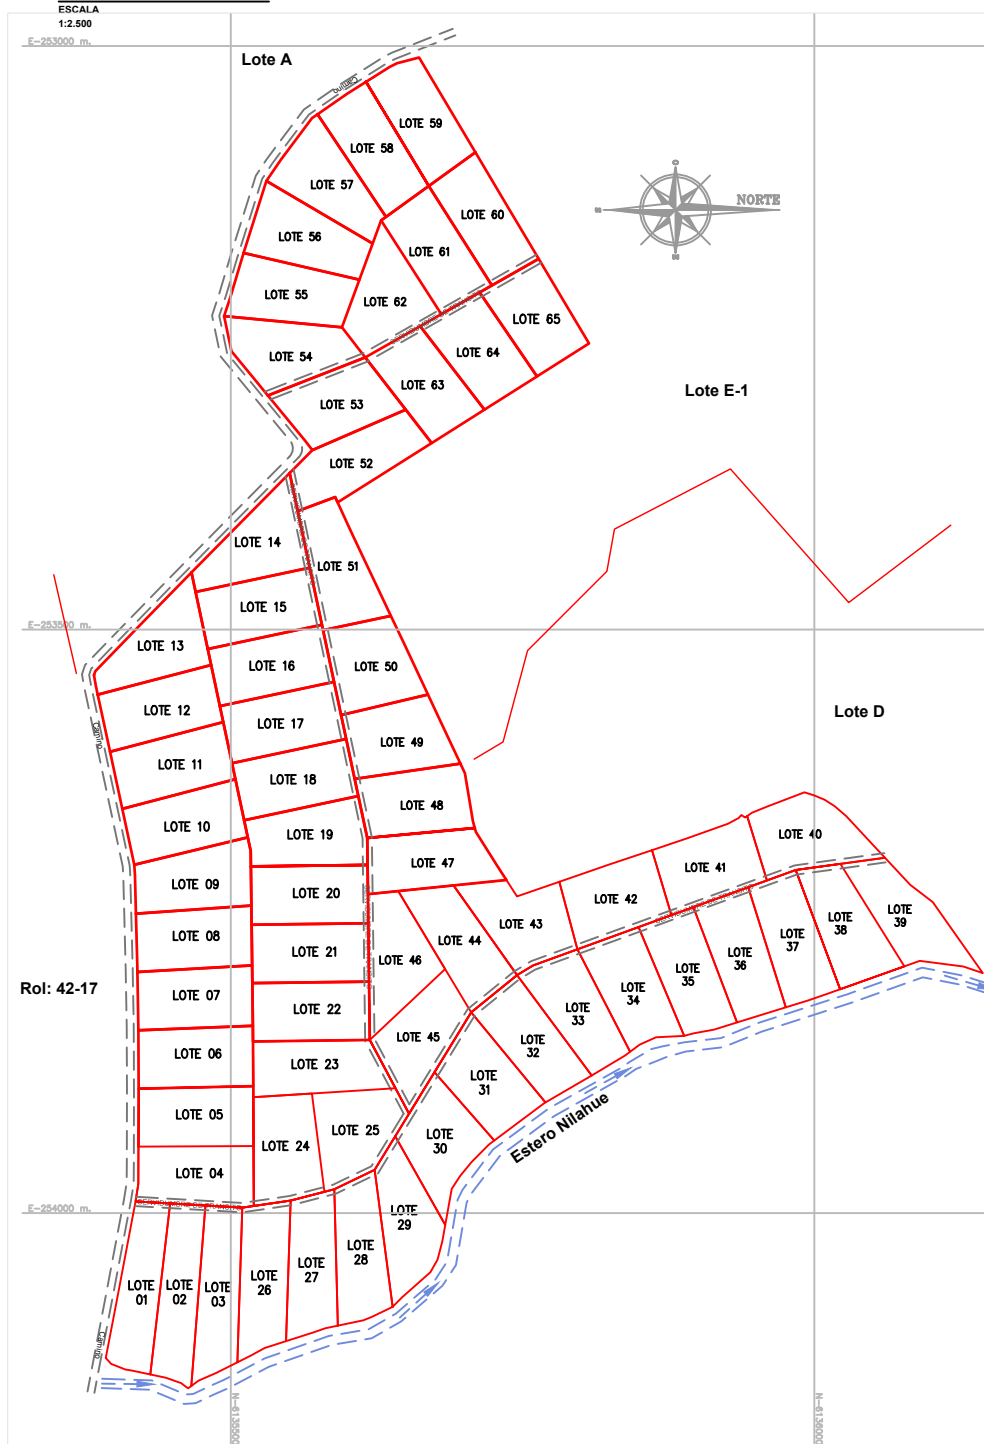 ESCALA
1:2.500
E-253000 m.
Lote A
Camino
LOTE 59
LOTE 58
LOTE 57
LOTE 60
LOTE 56
LOTE 61
LOTE 55
LOTE 62
LOTE 65
LOTE 54
LOTE 64
LOTE 63
LOTE 53
LOTE 52
O
NORTE
S
Lote E-1
LOTE 14
LOTE 51
LOTE 15
E-253500 m.
LOTE 13
LOTE 16
LOTE 50
LOTE 12
LOTE 17
LOTE 49
Camino
LOTE 11
LOTE 18
LOTE 48
LOTE 10
LOTE 19
LOTE 47
Lote D
LOTE 40
LOTE 41
LOTE 09
LOTE 20
LOTE 42
LOTE 43
LOTE
39
LOTE
38
LOTE
37
LOTE
36
LOTE
35
LOTE
34
LOTE
33
LOTE 08
LOTE 21
LOTE 46
LOTE 44
Rol: 42-17
LOTE 07
LOTE 22
LOTE 45
LOTE
32
LOTE 06
LOTE 23
LOTE
31
LOTE 05
LOTE 24
LOTE 25
LOTE
30
Estero Nilahue
LOTE 04
E-254000 m.
LOTE
29
LOTE
28
LOTE
27
LOTE
26
LOTE
03
LOTE
02
LOTE
01
Camino
N-6135500
N-6136000